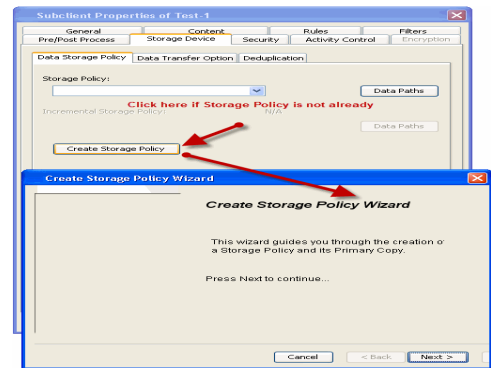 Subclient Properties of Test-1
General Content Rules Filters
Pre/Post Process Storage Device Security Activity Control Encryption
Data Storage Policy Data Transfer Option Deduplication
Storage Policy:
Data Paths
Click here if Storage Policy is not already
Incremental Storage Policy: N/A
Data Paths
Create Storage Policy
Create Storage Policy Wizard
Create Storage Policy Wizard
This wizard guides you through the creation o
a Storage Policy and its Primary Copy.
Press Next to continue...
Cancel < Back Next >